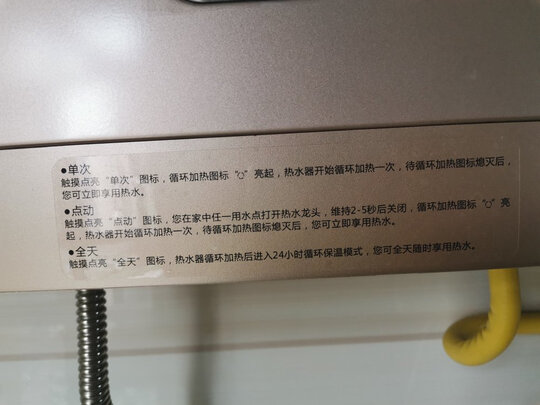 ●单次
触摸点亮“单次”图标，循环加热图标“”亮起，热水器开始循环加热一次，待循环加热图标熄灭后，
您可立即享用热水。
●点动
触摸点亮“点动”图标，您在家中任一用水点打开热水龙头，维持2-5秒后关闭，循环加热图标“”亮
起，热水器开始循环加热一次，待循环加热图标熄灭后，您可立即享用热水。
●全天
触摸点亮“全天”图标，热水器循环加热后进入24小时循环保温模式，您可全天随时享用热水。